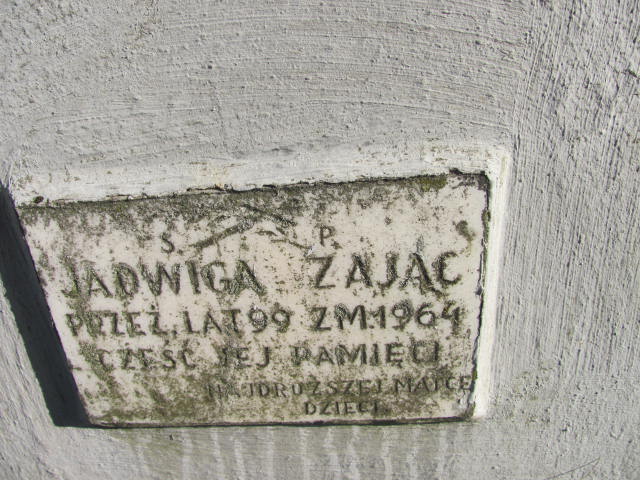 Ś P.
JADWIGA ZAJĄC
PRZEŻ. LAT 99 ZM. 1964
CZEŚĆ JEJ PAMIĘCI
NAJDROŻSZEJ MATCE
DZIECI